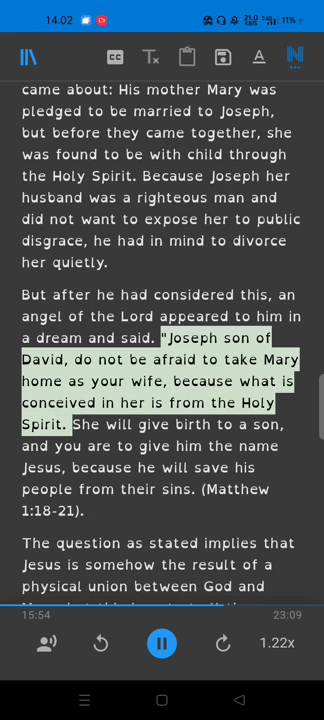 14.02
21.0
11%
CC
came about: His mother Mary was
pledged to be married to Joseph,
but before they came together, she
was found to be with child through
the Holy Spirit. Because Joseph her
husband was a righteous man and
did not want to expose her to public
disgrace, he had in mind to divorce
her quietly.
But after he had considered this, an
angel of the Lord appeared to him in
a dream and said. "Joseph son of
David, do not be afraid to take Mary
home as your wife, because what is
conceived in her is from the Holy
Spirit. She will give birth to a son,
and you are to give him the name
Jesus, because he will save his
people from their sins. (Matthew
1:18-21).
The question as stated implies that
Jesus is somehow the result of a
physical union between God and
15:54
23:09
1.22x